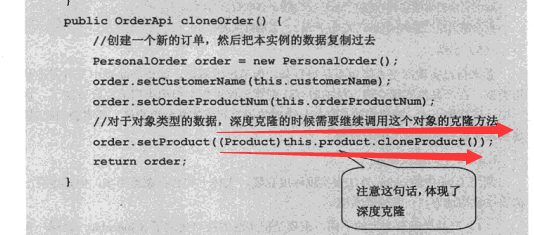 }
public OrderApi cloneOrder() {
//创建一个新的订单，然后把本实例的数据复制过去
PersonalOrder order = new PersonalOrder();
order.setCustomerName(this.customerName);
order.setOrderProductNum(this.orderProductNum);
//对于对象类型的数据，深度克隆的时候需要继续调用这个对象的克隆方法
order.setProduct((Product)this.product.cloneProduct());
return order;
}
注意这句话，体现了
深度克隆